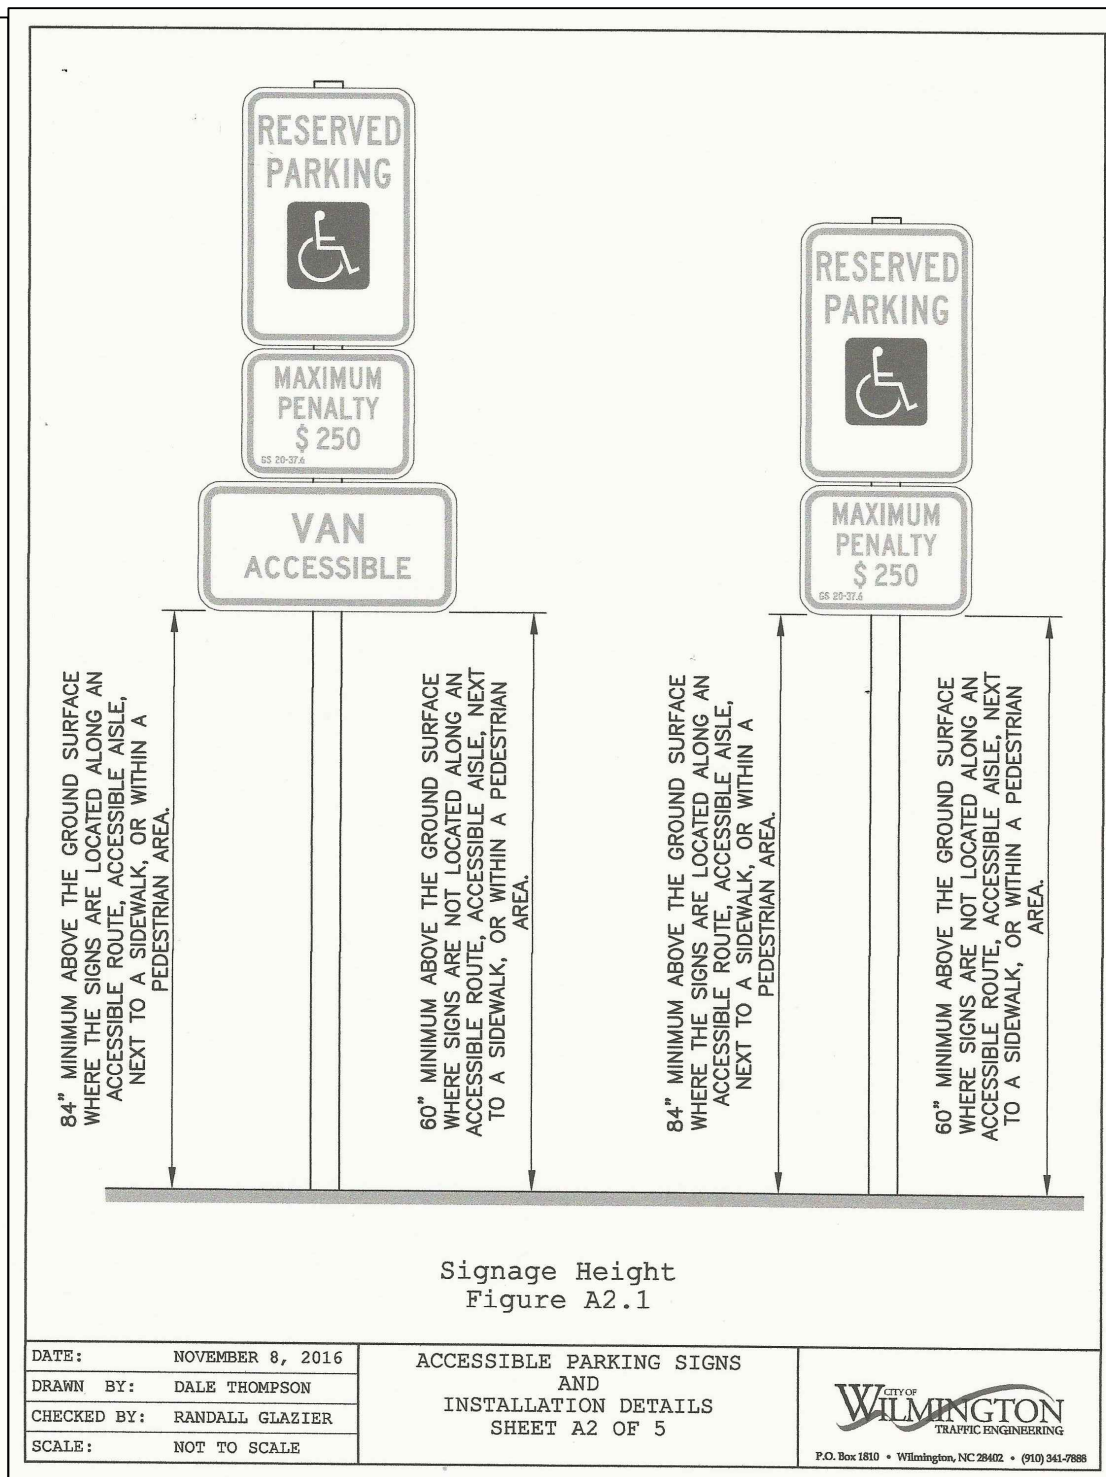 RESERVED
PARKING
MAXIMUM
PENALTY
$ 250
GS 20-37.6
VAN
ACCESSIBLE
RESERVED
PARKING
MAXIMUM
PENALTY
$ 250
GS 20-37.6
84" MINIMUM ABOVE THE GROUND SURFACE
WHERE THE SIGNS ARE LOCATED ALONG AN
ACCESSIBLE ROUTE, ACCESSIBLE AISLE,
NEXT TO A SIDEWALK, OR WITHIN A
PEDESTRIAN AREA.
60" MINIMUM ABOVE THE GROUND SURFACE
WHERE SIGNS ARE NOT LOCATED ALONG AN
ACCESSIBLE ROUTE, ACCESSIBLE AISLE, NEXT
TO A SIDEWALK, OR WITHIN A PEDESTRIAN
AREA.
84" MINIMUM ABOVE THE GROUND SURFACE
WHERE THE SIGNS ARE LOCATED ALONG AN
ACCESSIBLE ROUTE, ACCESSIBLE AISLE,
NEXT TO A SIDEWALK, OR WITHIN A
PEDESTRIAN AREA.
60" MINIMUM ABOVE THE GROUND SURFACE
WHERE SIGNS ARE NOT LOCATED ALONG AN
ACCESSIBLE ROUTE, ACCESSIBLE AISLE, NEXT
TO A SIDEWALK, OR WITHIN A PEDESTRIAN
AREA.
Signage Height
Figure A2.1
DATE: NOVEMBER 8, 2016
DRAWN BY: DALE THOMPSON
CHECKED BY: RANDALL GLAZIER
SCALE: NOT TO SCALE
ACCESSIBLE PARKING SIGNS
AND
INSTALLATION DETAILS
SHEET A2 OF 5
CITY OF
WILMINGTON
TRAFFIC ENGINEERING
P.O. Box 1810 • Wilmington, NC 28402 • (910) 341-7888